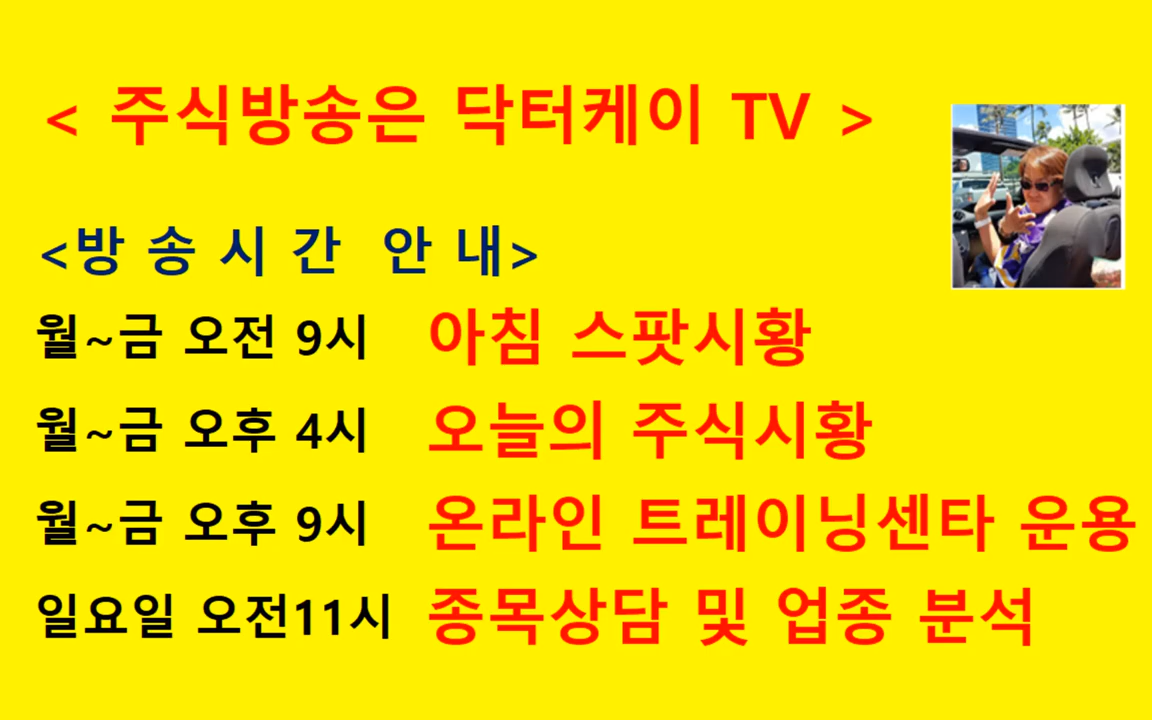 < 주식방송은 닥터케이 TV >
<방 송 시 간 안 내>
월~금 오전 9시 아침 스팟시황
월~금 오후 4시 오늘의 주식시황
월~금 오후 9시 온라인 트레이닝센타 운용
일요일 오전11시 종목상담 및 업종 분석